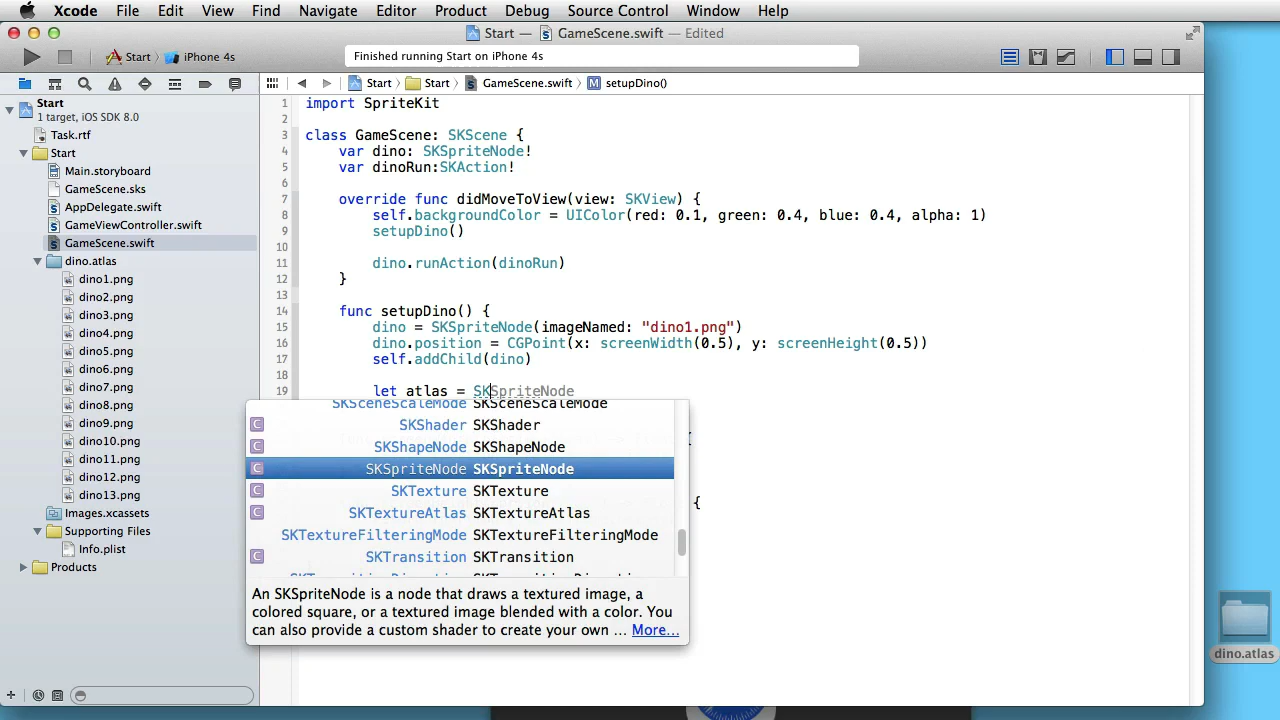 Xcode File Edit View Find Navigate Editor Product Debug Source Control Window Help
Start — GameScene.swift — Edited
Start iPhone 4s Finished running Start on iPhone 4s
Start Start GameScene.swift M setupDino()
Start
1 target, iOS SDK 8.0
Task.rtf
Start
Main.storyboard
GameScene.sks
AppDelegate.swift
GameViewController.swift
GameScene.swift
dino.atlas
dino1.png
dino2.png
dino3.png
dino4.png
dino5.png
dino6.png
dino7.png
dino8.png
dino9.png
dino10.png
dino11.png
dino12.png
dino13.png
Images.xcassets
Supporting Files
Info.plist
Products
1 import SpriteKit
2
3 class GameScene: SKScene {
4 var dino: SKSpriteNode!
5 var dinoRun:SKAction!
6
7 override func didMoveToView(view: SKView) {
8 self.backgroundColor = UIColor(red: 0.1, green: 0.4, blue: 0.4, alpha: 1)
9 setupDino()
10
11 dino.runAction(dinoRun)
12 }
13
14 func setupDino() {
15 dino = SKSpriteNode(imageNamed: "dino1.png")
16 dino.position = CGPoint(x: screenWidth(0.5), y: screenHeight(0.5))
17 self.addChild(dino)
18
19 let atlas = SKSpriteNode
SKSceneScaleMode SKSceneScaleMode
C SKShader SKShader
C SKShapeNode SKShapeNode
C SKSpriteNode SKSpriteNode
C SKTexture SKTexture
C SKTextureAtlas SKTextureAtlas
SKTextureFilteringMode SKTextureFilteringMode
C SKTransition SKTransition
An SKSpriteNode is a node that draws a textured image, a
colored square, or a textured image blended with a color. You
can also provide a custom shader to create your own ... More...
{
dino.atlas